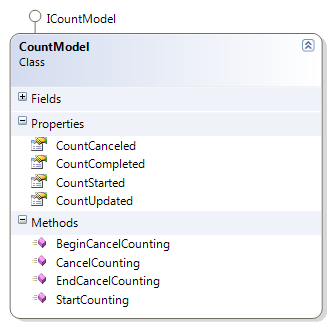 ICountModel
CountModel
Class
Fields
Properties
CountCanceled
CountCompleted
CountStarted
CountUpdated
Methods
BeginCancelCounting
CancelCounting
EndCancelCounting
StartCounting